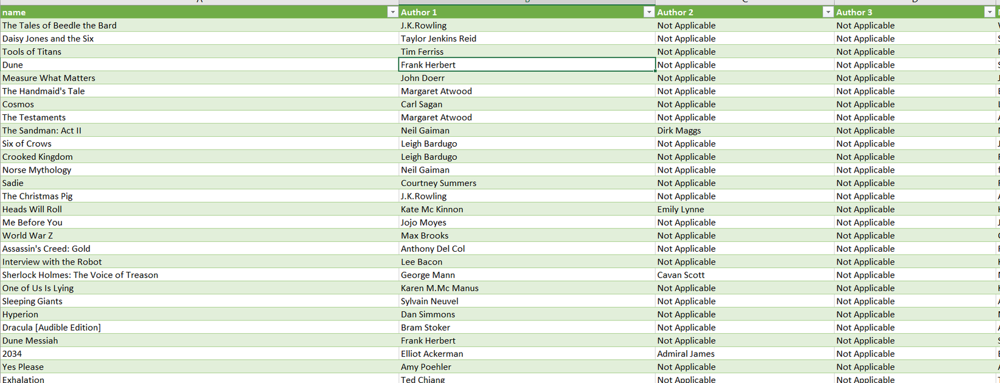 name Author 1 Author 2 Author 3
The Tales of Beedle the Bard J.K.Rowling Not Applicable Not Applicable
Daisy Jones and the Six Taylor Jenkins Reid Not Applicable Not Applicable
Tools of Titans Tim Ferriss Not Applicable Not Applicable
Dune Frank Herbert Not Applicable Not Applicable
Measure What Matters John Doerr Not Applicable Not Applicable
The Handmaid's Tale Margaret Atwood Not Applicable Not Applicable
Cosmos Carl Sagan Not Applicable Not Applicable
The Testaments Margaret Atwood Not Applicable Not Applicable
The Sandman: Act II Neil Gaiman Dirk Maggs Not Applicable
Six of Crows Leigh Bardugo Not Applicable Not Applicable
Crooked Kingdom Leigh Bardugo Not Applicable Not Applicable
Norse Mythology Neil Gaiman Not Applicable Not Applicable
Sadie Courtney Summers Not Applicable Not Applicable
The Christmas Pig J.K.Rowling Not Applicable Not Applicable
Heads Will Roll Kate Mc Kinnon Emily Lynne Not Applicable
Me Before You Jojo Moyes Not Applicable Not Applicable
World War Z Max Brooks Not Applicable Not Applicable
Assassin's Creed: Gold Anthony Del Col Not Applicable Not Applicable
Interview with the Robot Lee Bacon Not Applicable Not Applicable
Sherlock Holmes: The Voice of Treason George Mann Cavan Scott Not Applicable
One of Us Is Lying Karen M.Mc Manus Not Applicable Not Applicable
Sleeping Giants Sylvain Neuvel Not Applicable Not Applicable
Hyperion Dan Simmons Not Applicable Not Applicable
Dracula [Audible Edition] Bram Stoker Not Applicable Not Applicable
Dune Messiah Frank Herbert Not Applicable Not Applicable
2034 Elliot Ackerman Admiral James Not Applicable
Yes Please Amy Poehler Not Applicable Not Applicable
Exhalation Ted Chiang Not Applicable Not Applicable